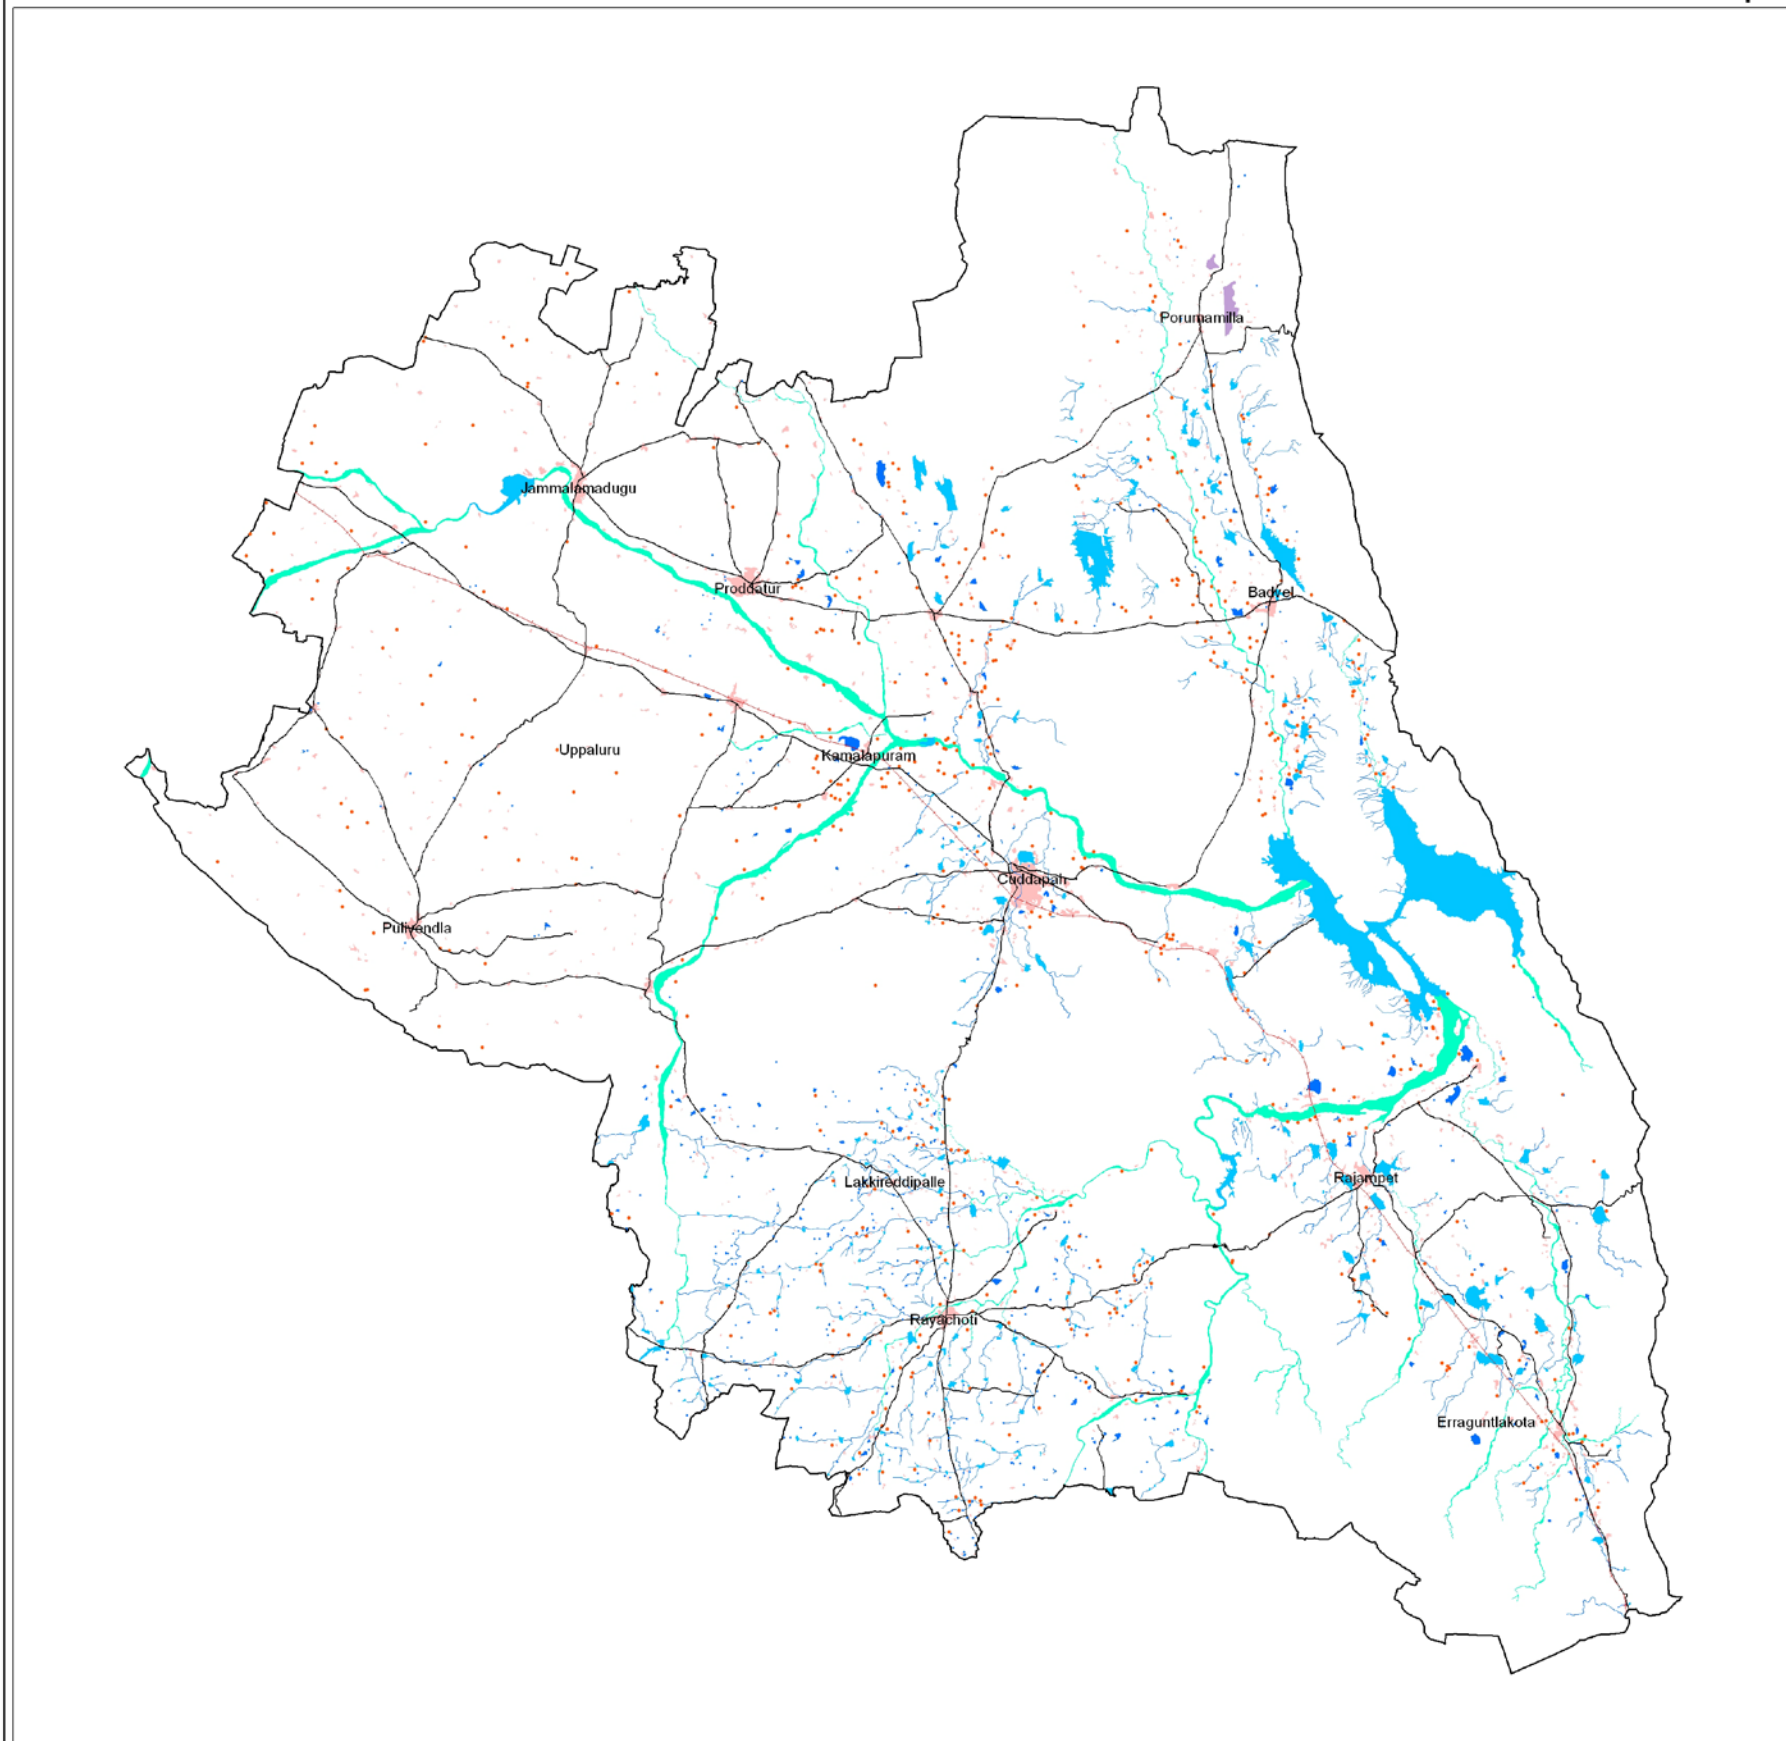 Porumamilla
Jammalamadugu
Proddatur
Badvel
Uppaluru
Kamalapuram
Cuddapah
Pulivendla
Lakkireddipalle
Rajampet
Rayachoti
Erraguntlakota